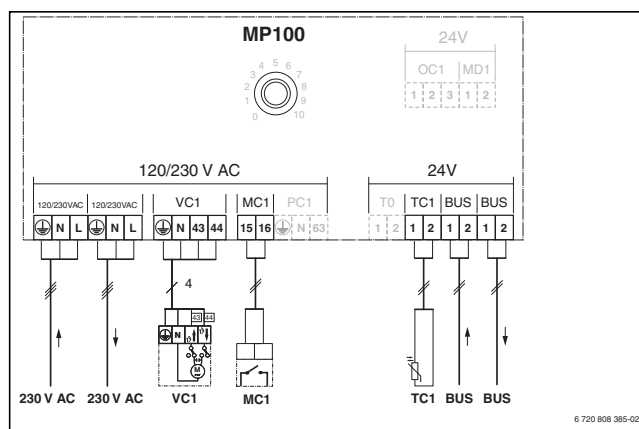 MP100
24V
OC1 MD1
1 2 3 1 2
0 1 2 3 4 5 6 7 8 9 10
120/230 V AC
24V
120/230VAC 120/230VAC VC1 MC1 PC1 T0 TC1 BUS BUS
N L N L N 43 44 15 16 N 63 1 2 1 2 1 2 1 2
4
43 44
N
M
230 V AC 230 V AC VC1 MC1 TC1 BUS BUS
6 720 808 385-02